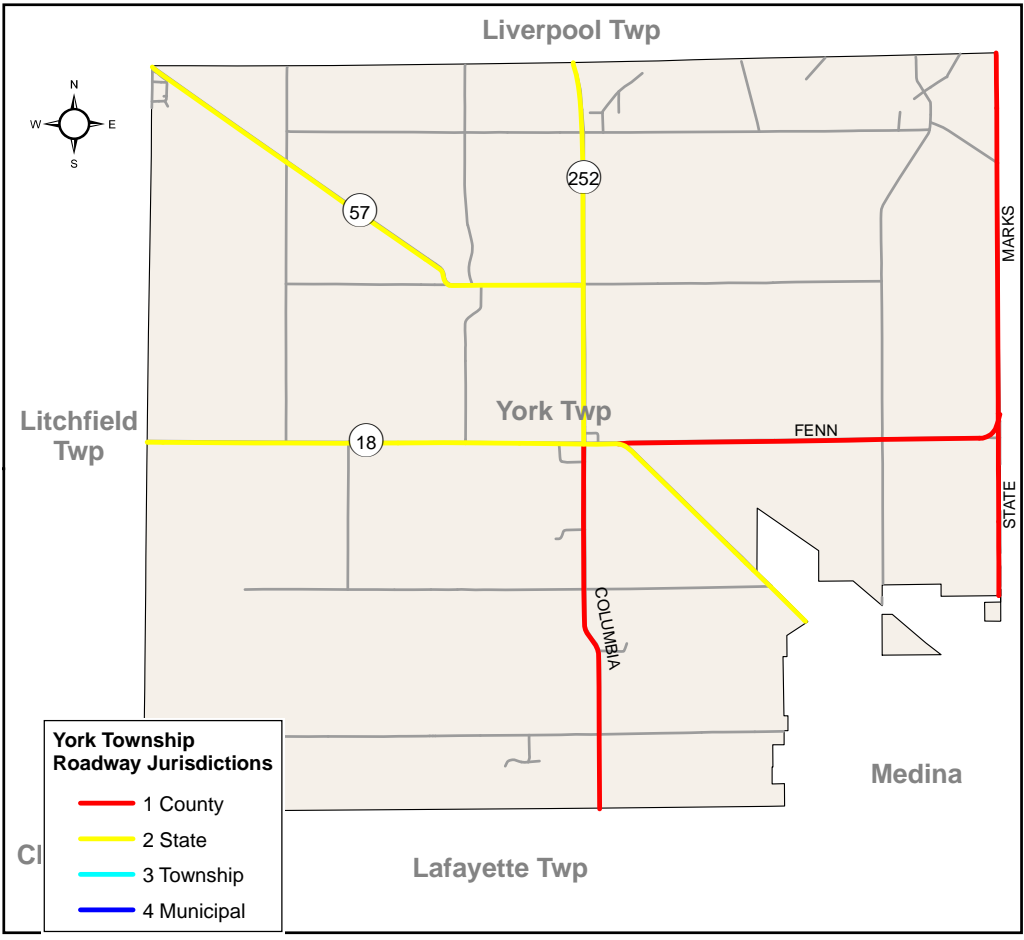 Liverpool Twp
N
W
E
S
252
57
MARKS
Litchfield
Twp
York Twp
18
FENN
STATE
COLUMBIA
York Township
Roadway Jurisdictions
1 County
2 State
3 Township
4 Municipal
Medina
Lafayette Twp